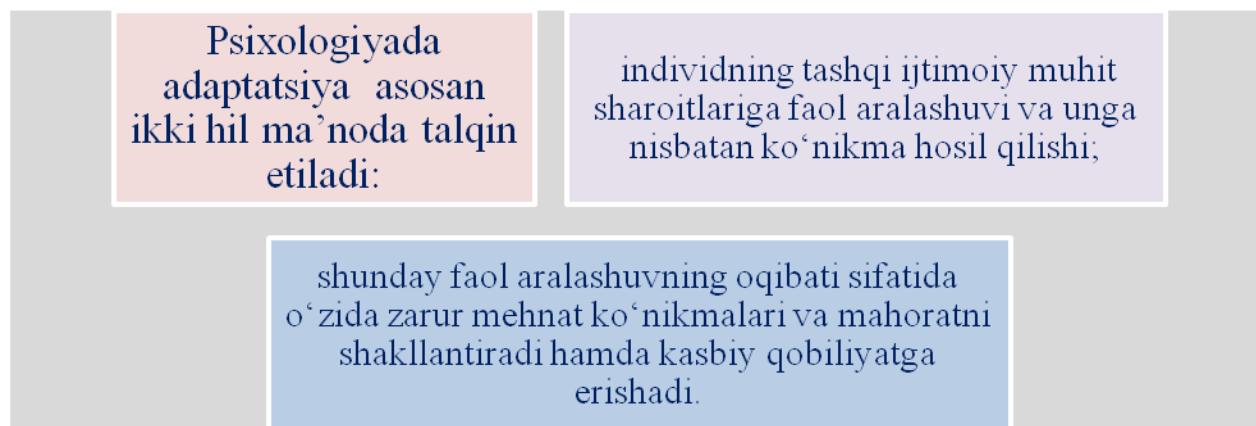 Psixologiyada
adaptatsiya asosan
ikki hil ma’noda talqin
etiladi:
individning tashqi ijtimoiy muhit
sharoitlariga faol aralashuvi va unga
nisbatan ko‘nikma hosil qilishi;
shunday faol aralashuvning oqibati sifatida
o‘zida zarur mehnat ko‘nikmalari va mahoratni
shakllantiradi hamda kasbiy qobiliyatga
erishadi.